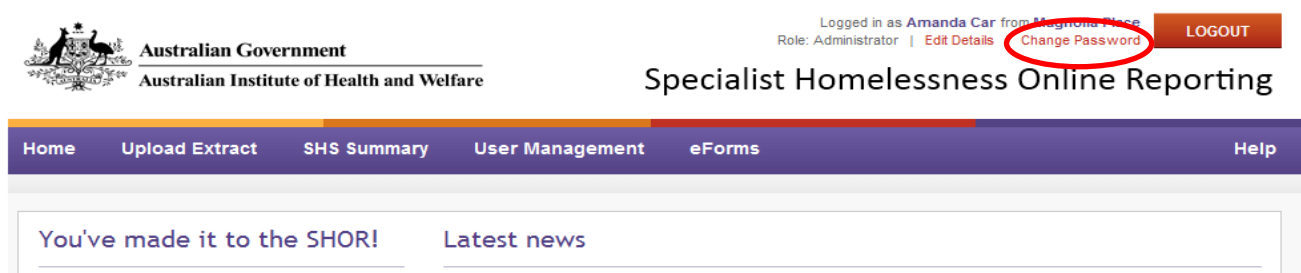 Logged in as Amanda Car from Magnolia Place
Role: Administrator | Edit Details Change Password
LOGOUT
Australian Government
Australian Institute of Health and Welfare
Specialist Homelessness Online Reporting
Home Upload Extract SHS Summary User Management eForms Help
You've made it to the SHOR! Latest news